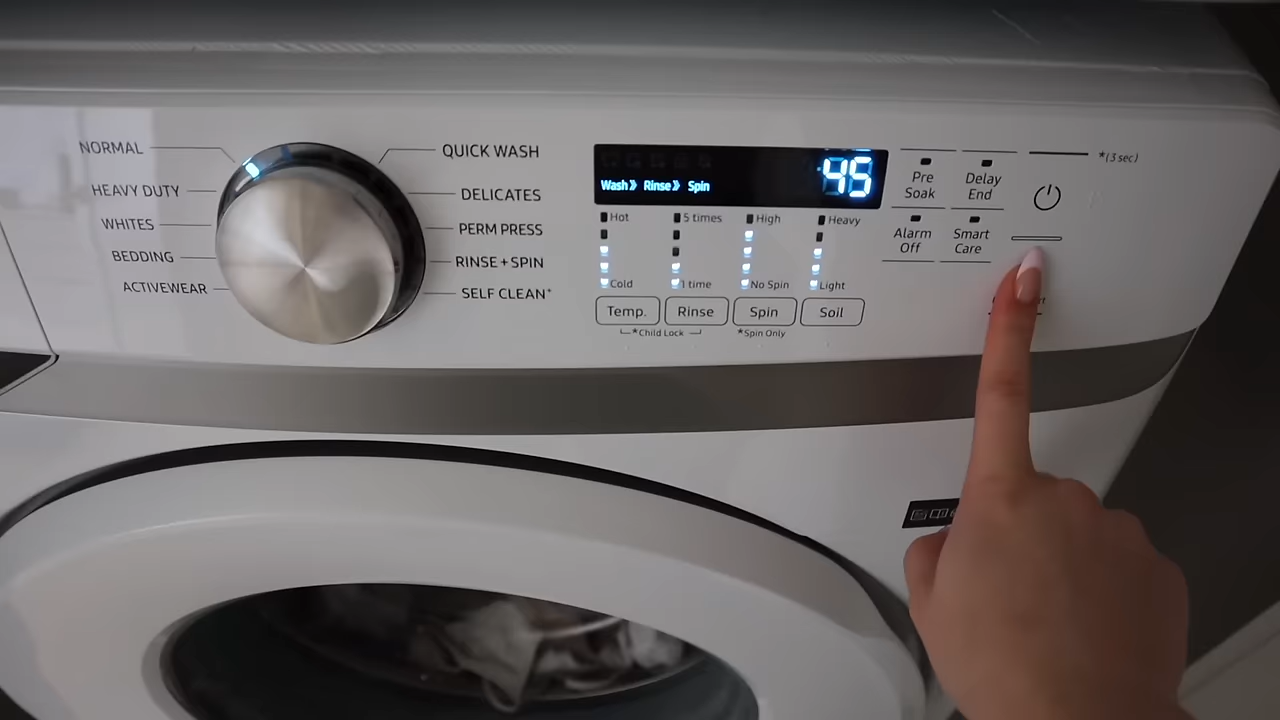 NORMAL
HEAVY DUTY
WHITES
BEDDING
ACTIVEWEAR
QUICK WASH
DELICATES
PERM PRESS
RINSE + SPIN
SELF CLEAN*
Wash» Rinse» Spin
45
Hot
5 times
High
Heavy
Cold
1 time
No Spin
Light
Temp.
Rinse
Spin
Soil
*Child Lock
*Spin Only
Pre
Soak
Delay
End
Alarm
Off
Smart
Care
*(3 sec)